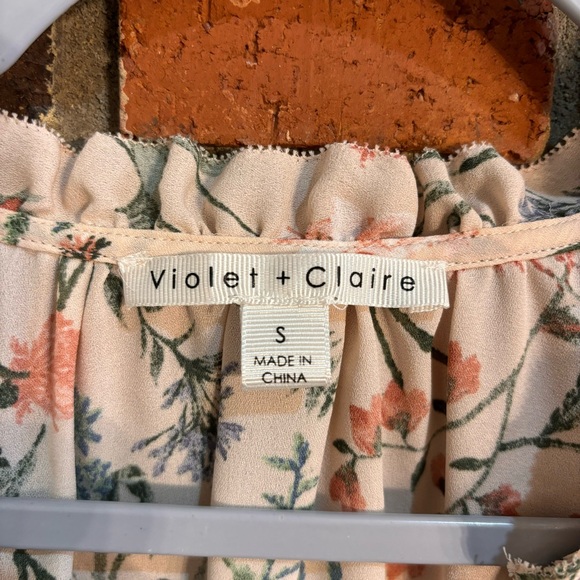 Violet + Claire
S
MADE IN
CHINA